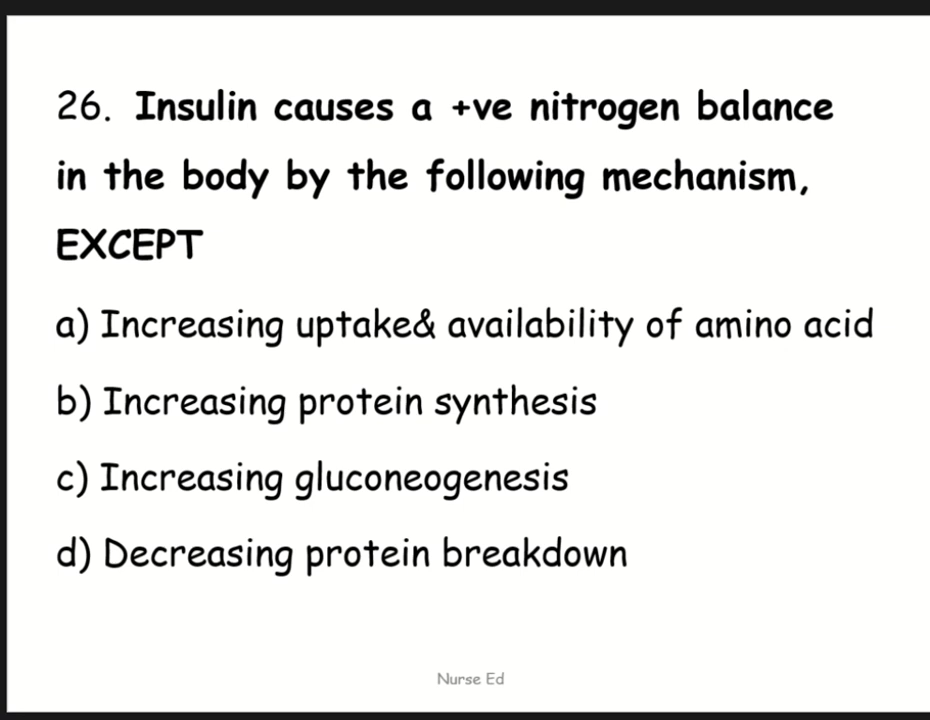 26. Insulin causes a +ve nitrogen balance
in the body by the following mechanism,
EXCEPT
a) Increasing uptake& availability of amino acid
b) Increasing protein synthesis
c) Increasing gluconeogenesis
d) Decreasing protein breakdown
Nurse Ed